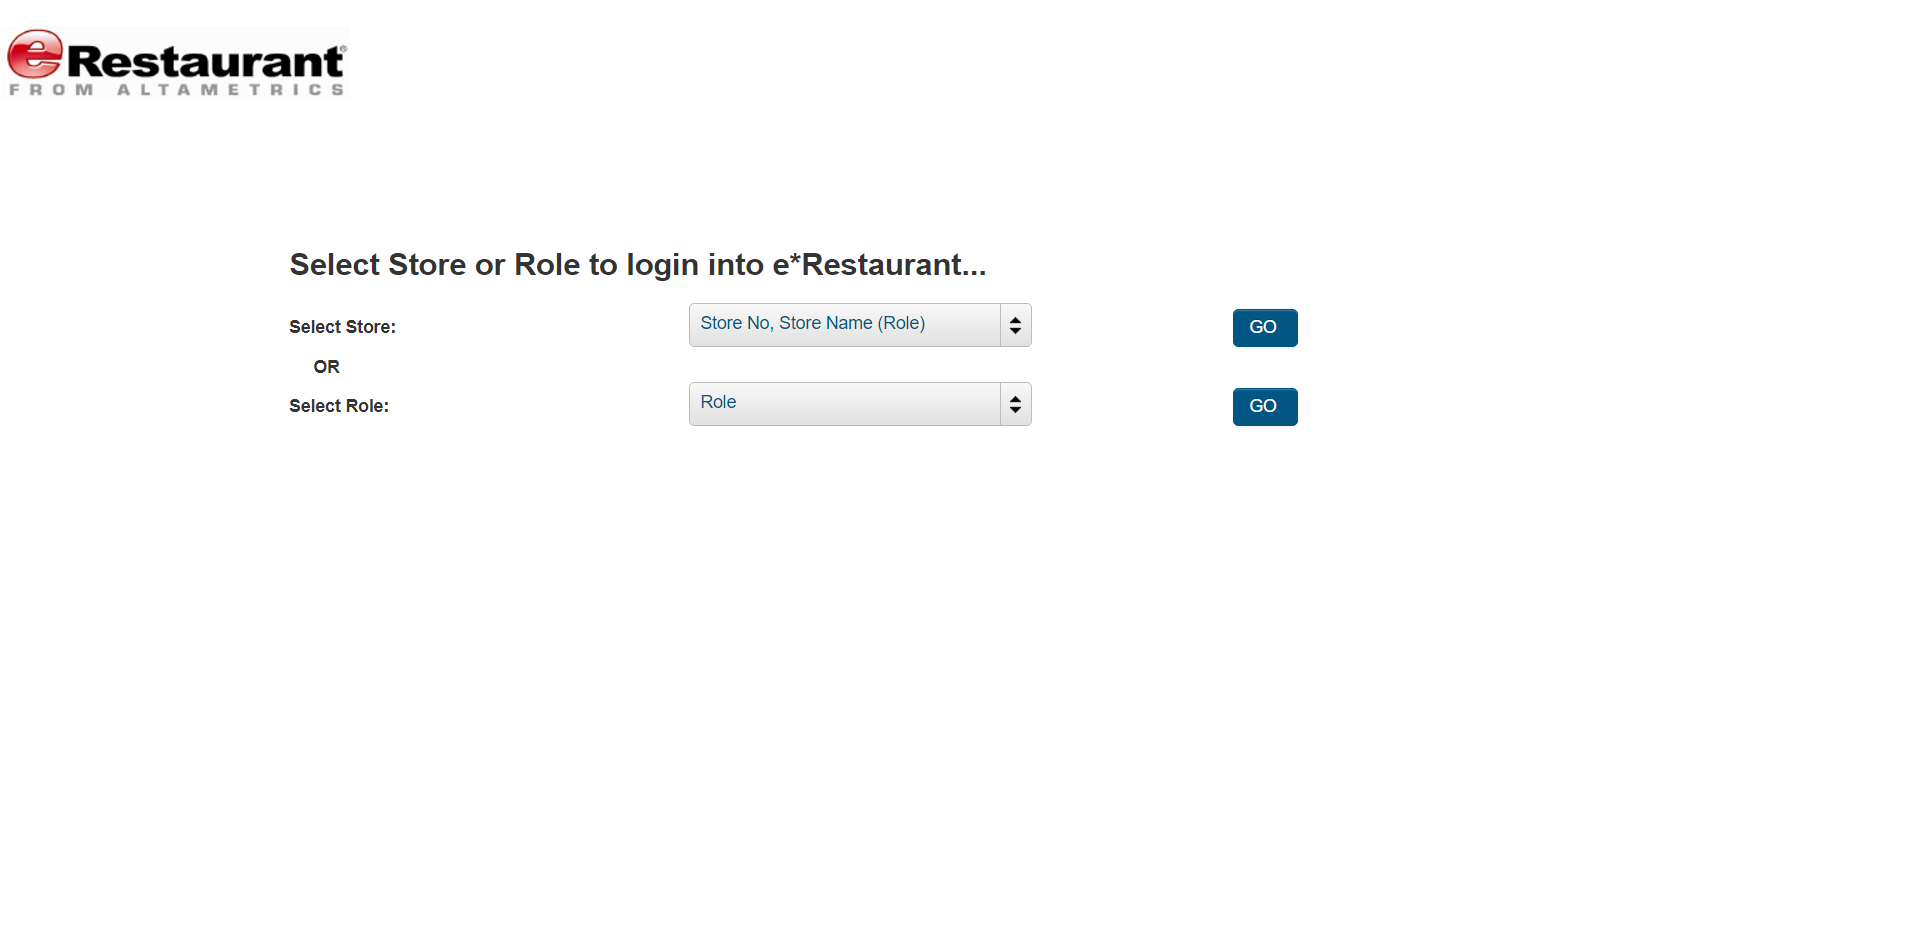 eRestaurant®
FROM ALTAMETRICS
Select Store or Role to login into e*Restaurant...
Select Store: Store No, Store Name (Role) GO
OR
Select Role: Role GO